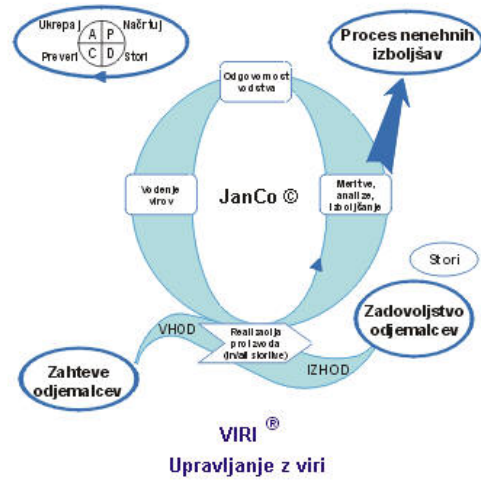 Ukrepaj Načrtuj
A P
C D
Preveri Stori
Proces nenehnih
izboljšav
Odgovornost
vodstva
Vodenje
virov
JanCo ©
Meritve,
analize,
izboljšanje
Stori
Zadovoljstvo
odjemalcev
VHOD
Realizacija
proizvoda
(in/ali storitve)
IZHOD
Zahteve
odjemalcev
VIRI ®
Upravljanje z viri